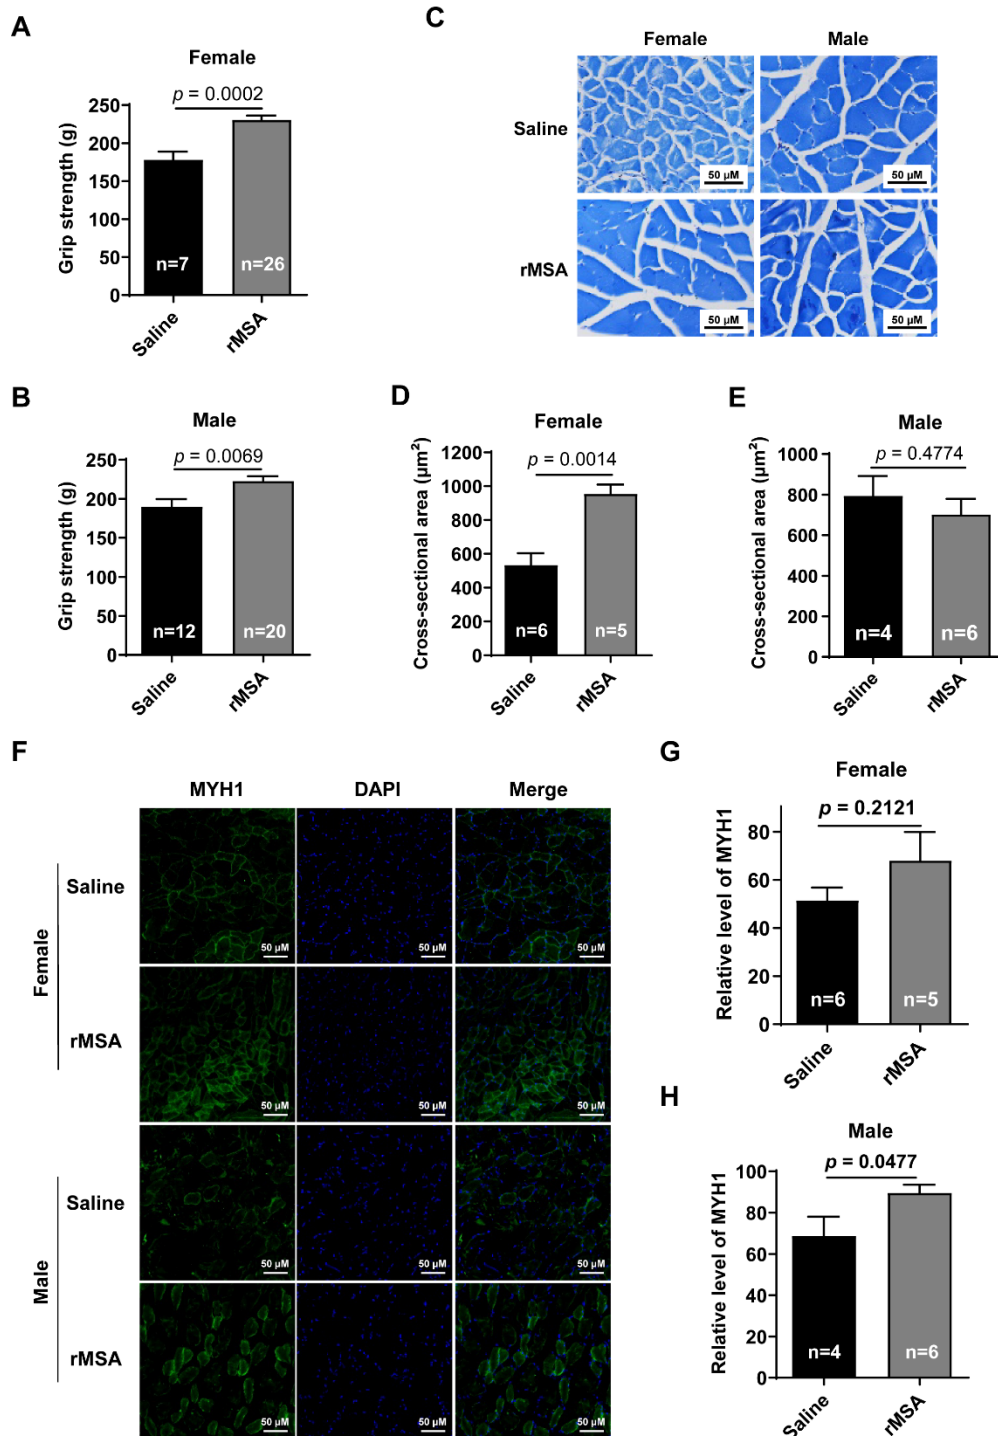 A
Female
p = 0.0002
Grip strength (g)
250
200
150
100
50
0
n=7
n=26
Saline
rMSA
C
Female
Male
Saline
50 µM
50 µM
rMSA
50 µM
50 µM
B
Male
p = 0.0069
Grip strength (g)
250
200
150
100
50
0
n=12
n=20
Saline
rMSA
D
Female
p = 0.0014
Cross-sectional area (µm²)
1200
1000
800
600
400
200
0
n=6
n=5
Saline
rMSA
E
Male
p = 0.4774
Cross-sectional area (µm²)
1000
800
600
400
200
0
n=4
n=6
Saline
rMSA
F
MYH1
DAPI
Merge
Female
Saline
50 µM
50 µM
50 µM
rMSA
50 µM
50 µM
50 µM
Male
Saline
50 µM
50 µM
50 µM
rMSA
50 µM
50 µM
50 µM
G
Female
p = 0.2121
Relative level of MYH1
80
60
40
20
0
n=6
n=5
Saline
rMSA
H
Male
p = 0.0477
Relative level of MYH1
100
80
60
40
20
0
n=4
n=6
Saline
rMSA